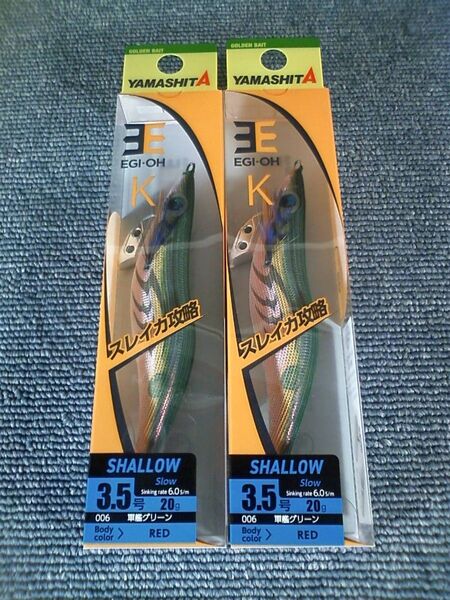 GOLDEN BAIT
YAMASHITA
EGI-OH
K
スレイカ攻略
SHALLOW
Slow
Sinking rate 6.0 s/m
3.5号 20g
006 軍艦グリーン
Body color > RED
GOLDEN BAIT
YAMASHITA
EGI-OH
K
スレイカ攻略
SHALLOW
Slow
Sinking rate 6.0 s/m
3.5号 20g
006 軍艦グリーン
Body color > RED